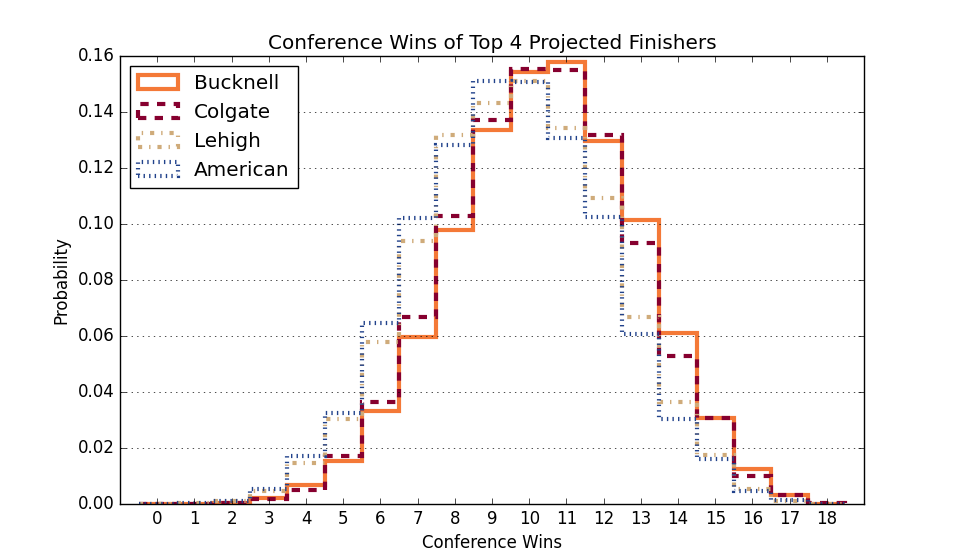 Conference Wins of Top 4 Projected Finishers
Bucknell
Colgate
Lehigh
American
Probability
0.16
0.14
0.12
0.10
0.08
0.06
0.04
0.02
0.00
0 1 2 3 4 5 6 7 8 9 10 11 12 13 14 15 16 17 18
Conference Wins